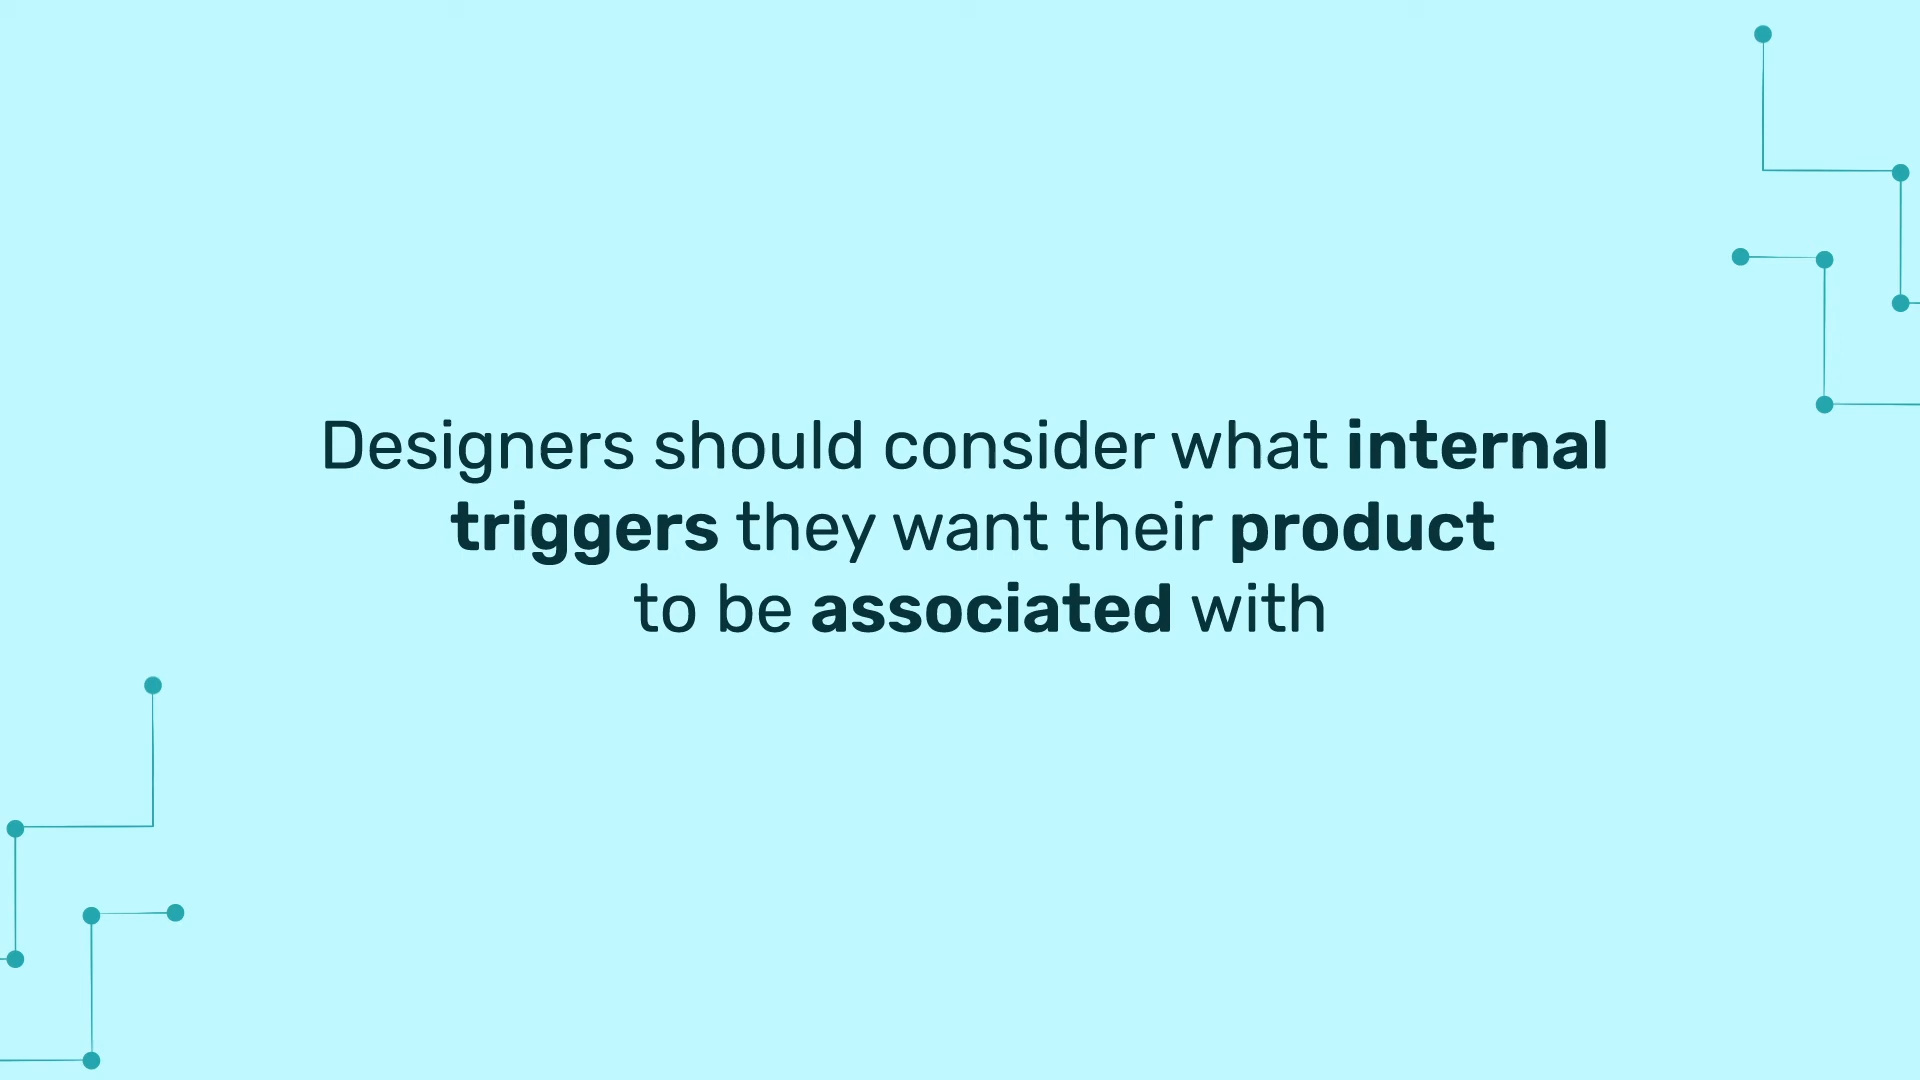 Designers should consider what internal
triggers they want their product
to be associated with